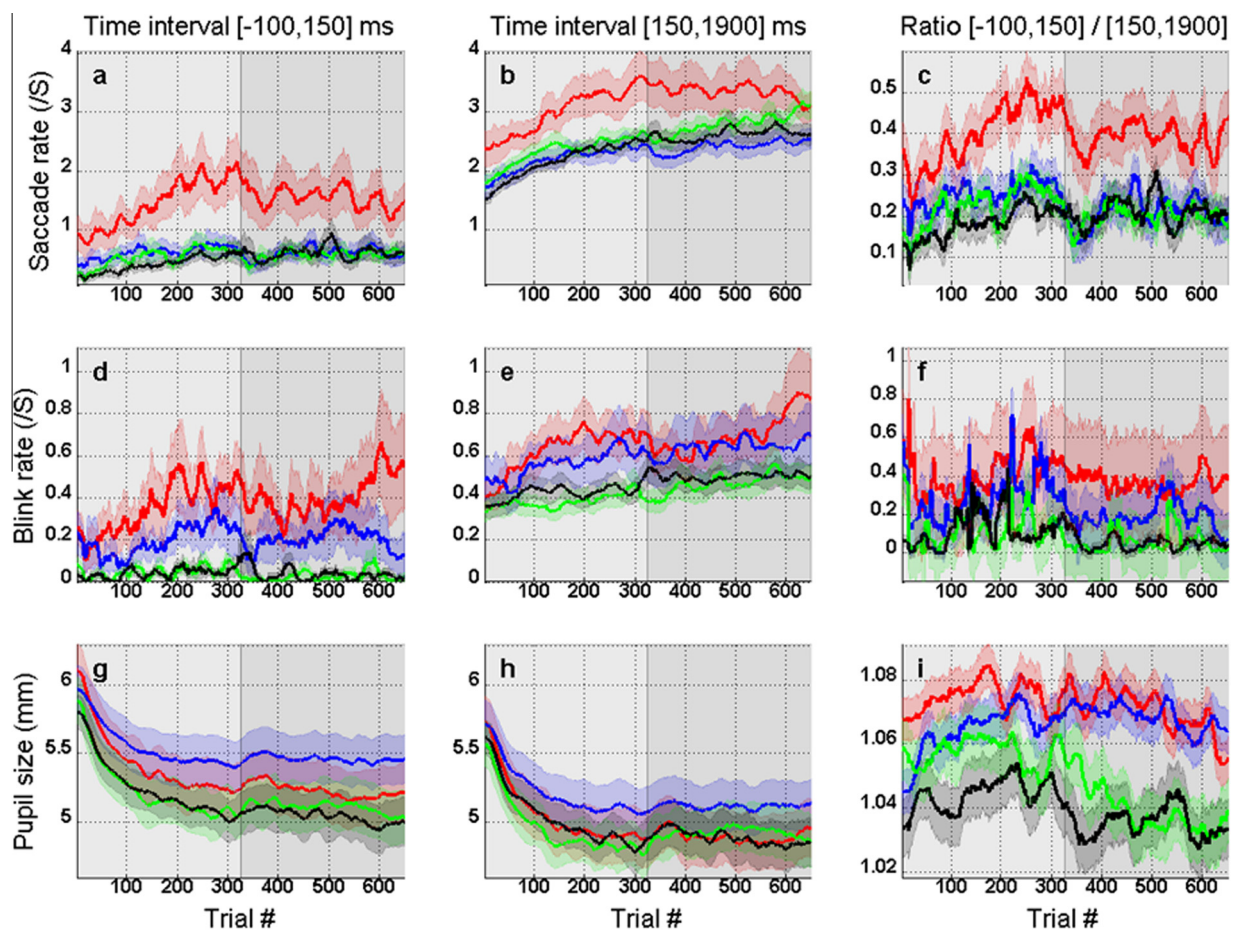 Time interval [-100,150] ms
Time interval [150,1900] ms
Ratio [-100,150] / [150,1900]
Saccade rate (/S)
a
4
3
2
1
100 200 300 400 500 600
b
4
3
2
1
100 200 300 400 500 600
c
0.5
0.4
0.3
0.2
0.1
100 200 300 400 500 600
Blink rate (/S)
d
1
0.8
0.6
0.4
0.2
0
100 200 300 400 500 600
e
1
0.8
0.6
0.4
0.2
0
100 200 300 400 500 600
f
1
0.8
0.6
0.4
0.2
0
100 200 300 400 500 600
Pupil size (mm)
g
6
5.5
5
100 200 300 400 500 600
Trial #
h
6
5.5
5
100 200 300 400 500 600
Trial #
i
1.08
1.06
1.04
1.02
100 200 300 400 500 600
Trial #